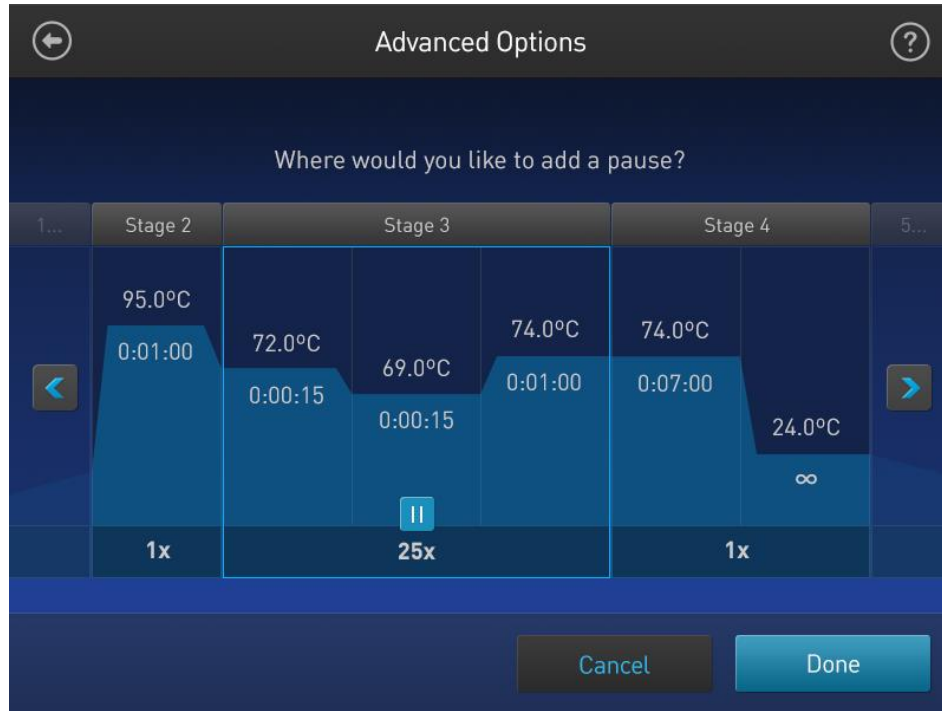 Advanced Options
?
Where would you like to add a pause?
1... Stage 2 Stage 3 Stage 4 5...
95.0ºC
0:01:00
72.0ºC
0:00:15
69.0ºC
0:00:15
74.0ºC
0:01:00
74.0ºC
0:07:00
24.0ºC
∞
1x 25x 1x
Cancel Done